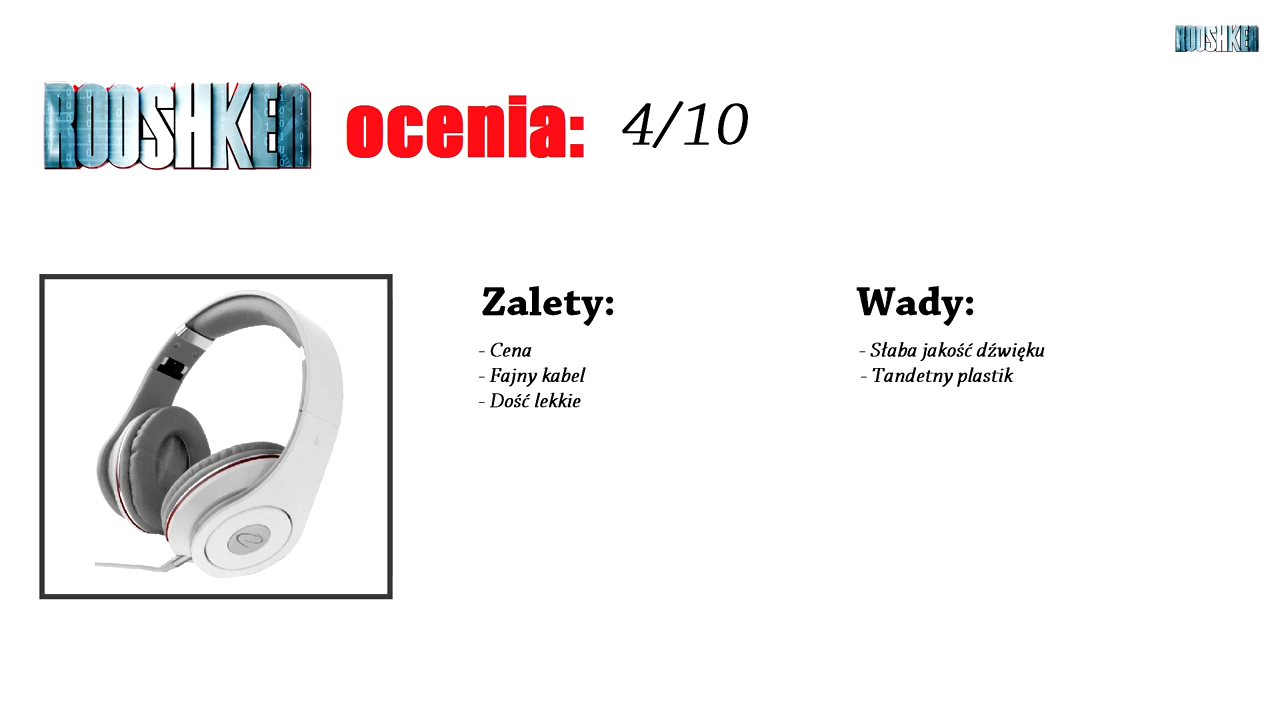 ROOSHKEN
ROOSHKEN ocenia: 4/10
Zalety:
- Cena
- Fajny kabel
- Dość lekkie
Wady:
- Słaba jakość dźwięku
- Tandetny plastik